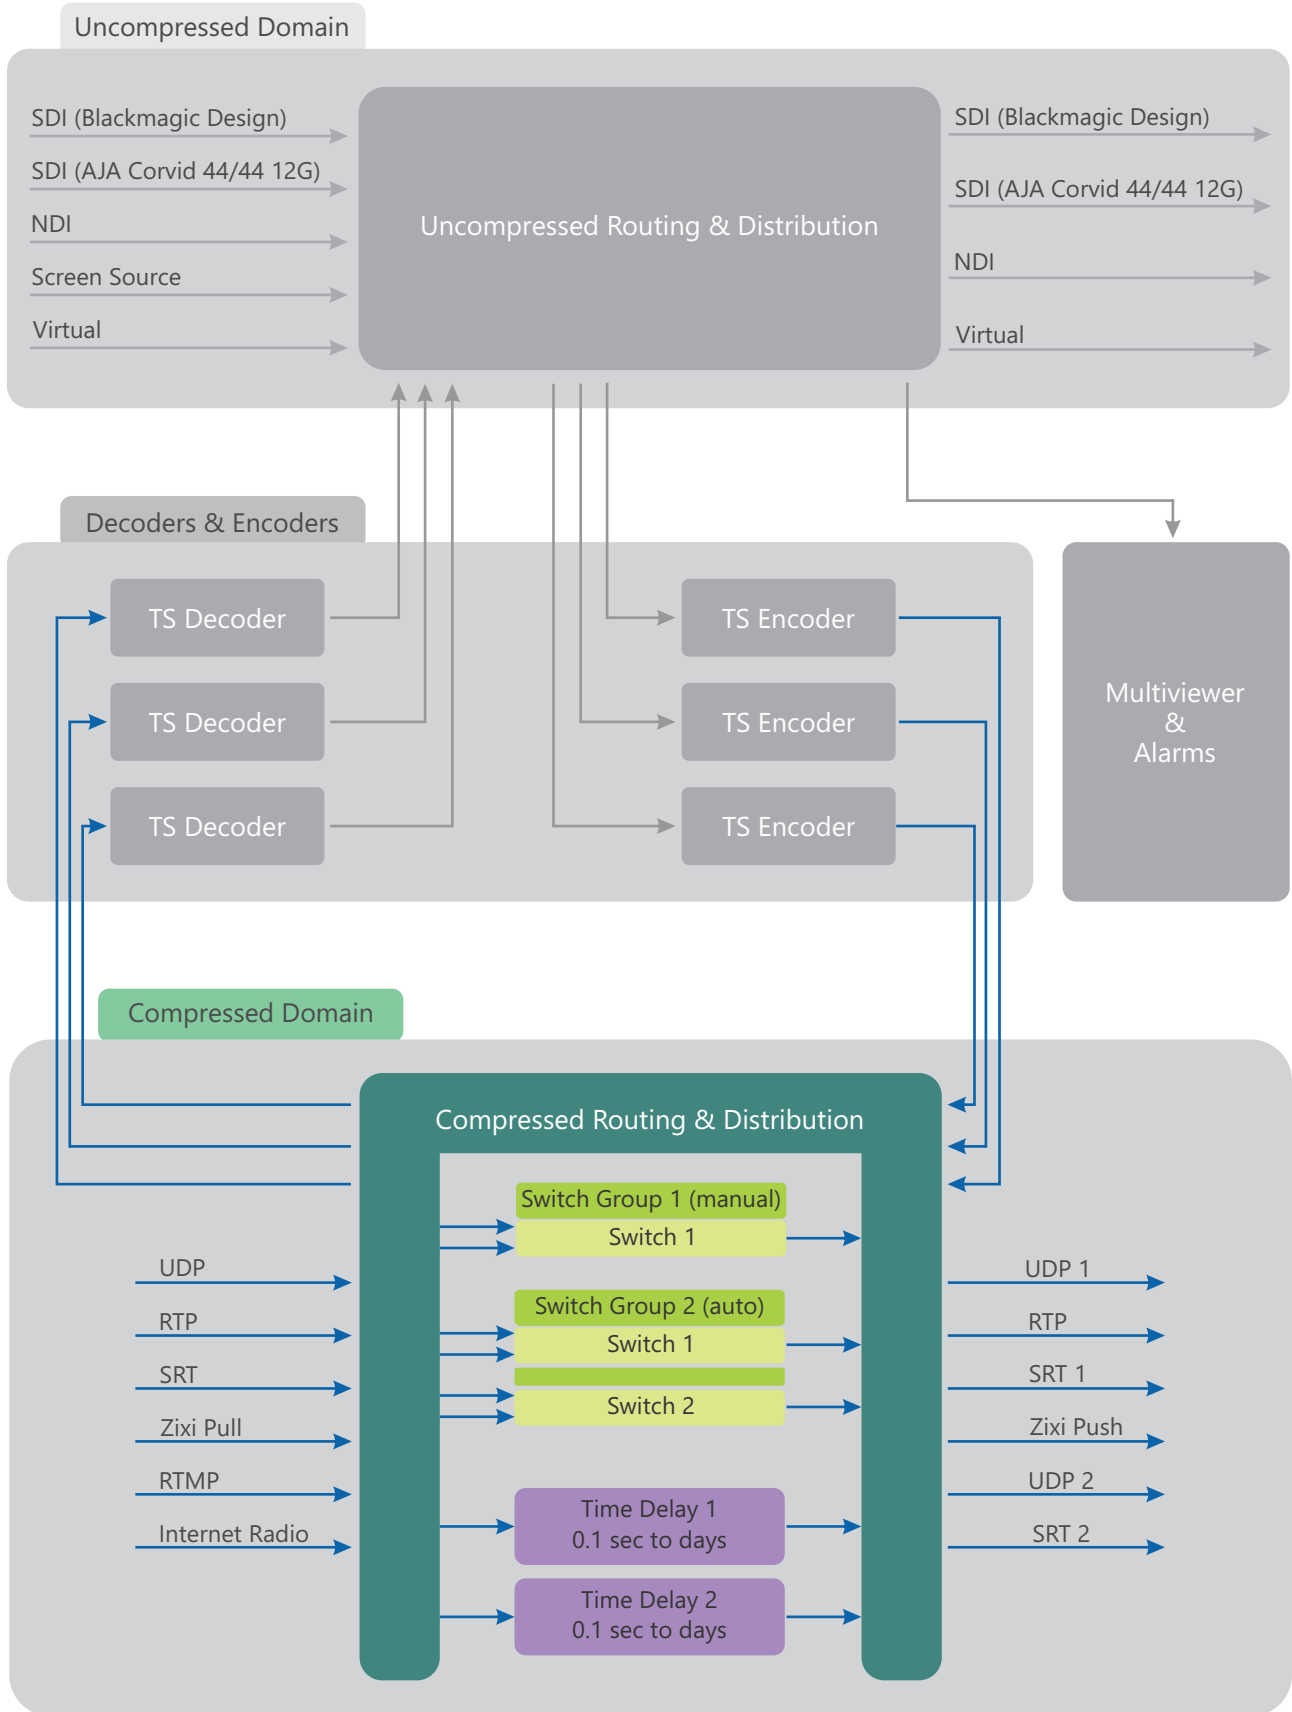 Uncompressed Domain
SDI (Blackmagic Design)
SDI (AJA Corvid 44/44 12G)
NDI
Screen Source
Virtual
Uncompressed Routing & Distribution
SDI (Blackmagic Design)
SDI (AJA Corvid 44/44 12G)
NDI
Virtual
Decoders & Encoders
TS Decoder
TS Decoder
TS Decoder
TS Encoder
TS Encoder
TS Encoder
Multiviewer
&
Alarms
Compressed Domain
Compressed Routing & Distribution
Switch Group 1 (manual)
Switch 1
Switch Group 2 (auto)
Switch 1
Switch 2
Time Delay 1
0.1 sec to days
Time Delay 2
0.1 sec to days
UDP
RTP
SRT
Zixi Pull
RTMP
Internet Radio
UDP 1
RTP
SRT 1
Zixi Push
UDP 2
SRT 2